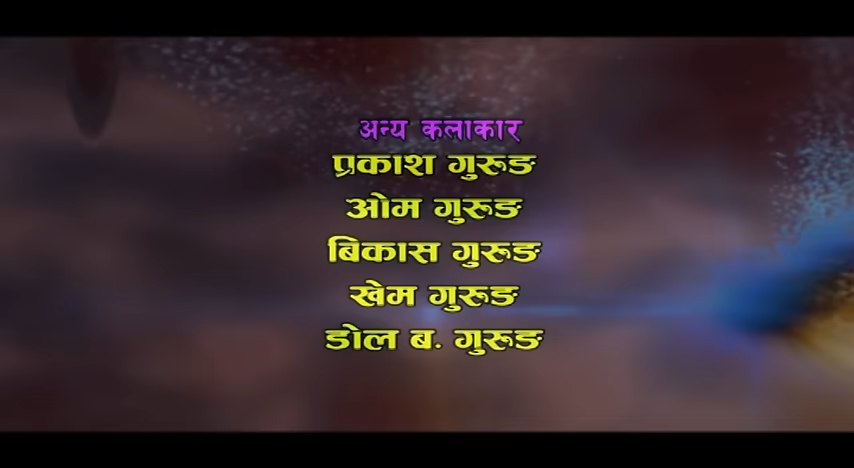 अन्य कलाकार
प्रकाश गुरुङ
ओम गुरुङ
बिकास गुरुङ
खेम गुरुङ
डोल ब. गुरुङ